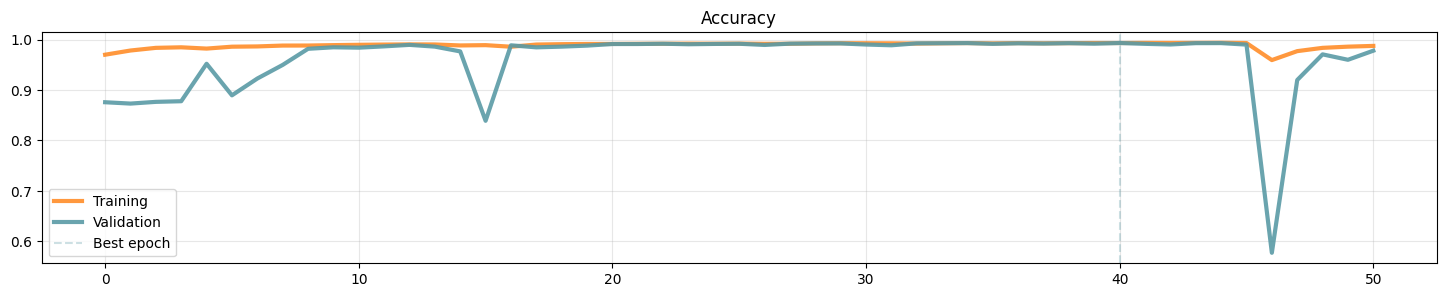 Accuracy
1.0
0.9
0.8
0.7
0.6
Training
Validation
Best epoch
0 10 20 30 40 50